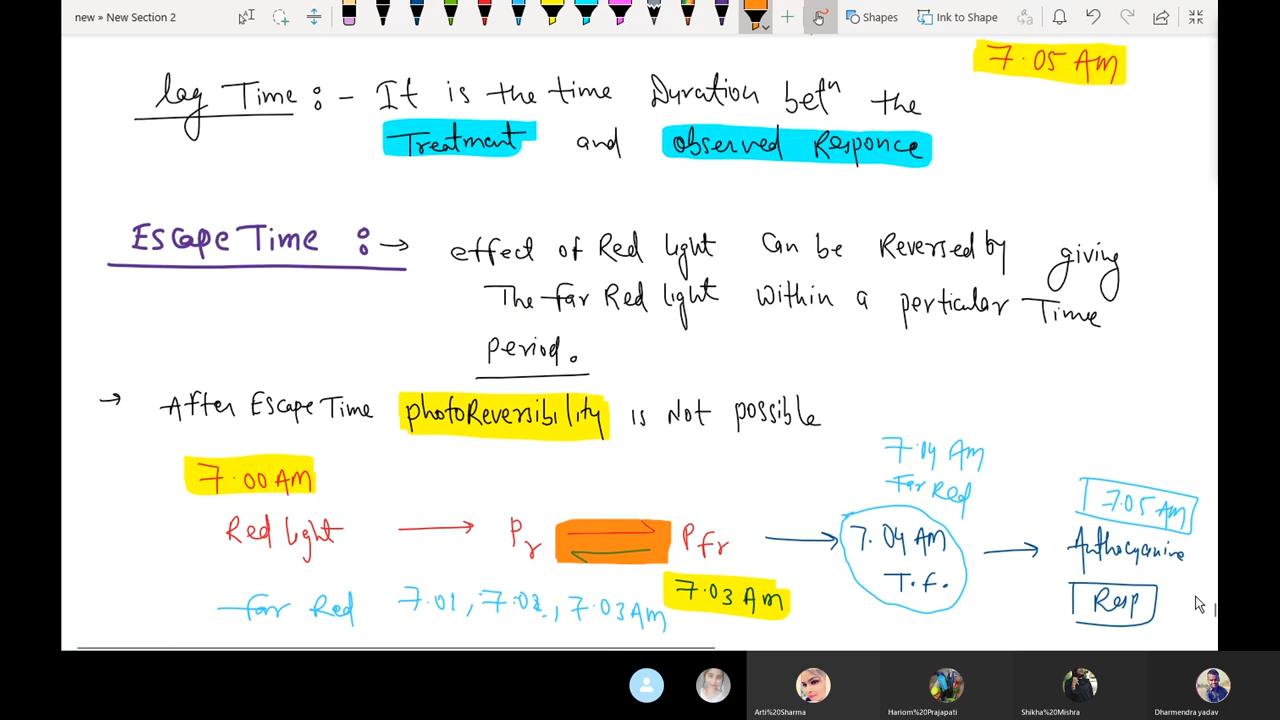 new » New Section 2
Shapes
Ink to Shape
7.05 AM
lag Time :- It is the time Duration betn the
Treatment and observed Responce
Escape Time : → effect of Red light Can be Reversed by giving
The far Red light within a perticular Time
period.
→ After Escape Time photoReversibility is Not possible
7.04 Am
Far Red
7.00 AM
7.05 AM
Red light → Pr Pfr → 7.04 AM → Anthocyanine
T.f.
7.03 AM
Resp
far Red 7.01, 7.02, 7.03 AM
Arti%20Sharma
Hariom%20Prajapati
Shikha%20Mishra
Dharmendra yadav